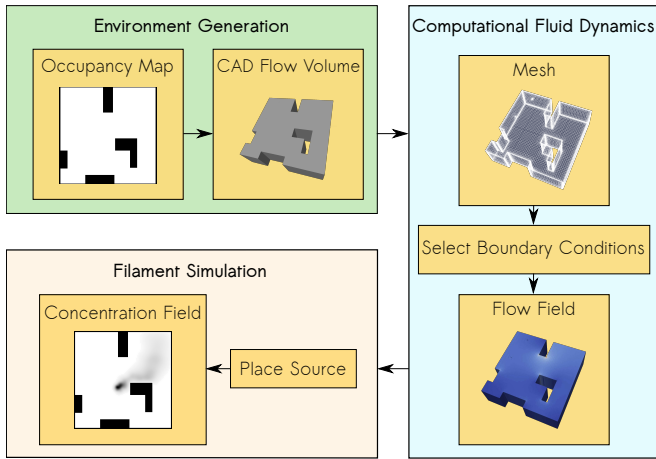 Environment Generation
Occupancy Map
CAD Flow Volume
Computational Fluid Dynamics
Mesh
Select Boundary Conditions
Flow Field
Filament Simulation
Concentration Field
Place Source